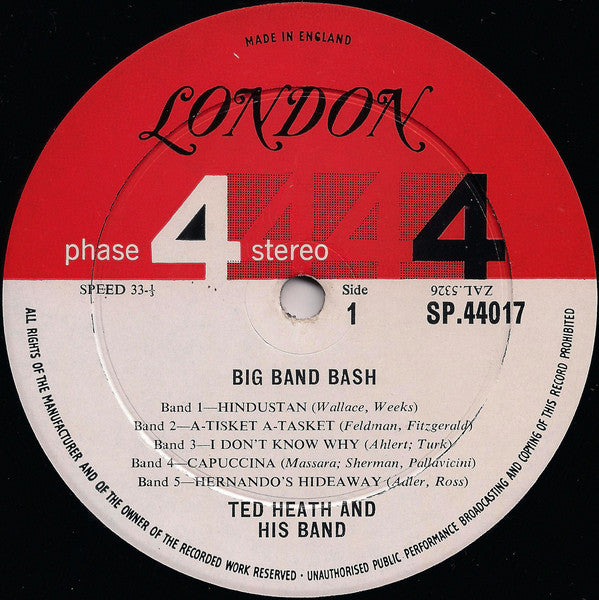 MADE IN ENGLAND
LONDON
phase 4 stereo 4
SPEED 33-⅓
Side
1
ZAL.5326
SP.44017
BIG BAND BASH
Band 1—HINDUSTAN (Wallace, Weeks)
Band 2—A-TISKET A-TASKET (Feldman, Fitzgerald)
Band 3—I DON'T KNOW WHY (Ahlert; Turk)
Band 4—CAPUCCINA (Massara; Sherman, Pallavicini)
Band 5—HERNANDO'S HIDEAWAY (Adler, Ross)
TED HEATH AND
HIS BAND
ALL RIGHTS OF THE MANUFACTURER AND OF THE OWNER OF THE RECORDED WORK RESERVED · UNAUTHORISED PUBLIC PERFORMANCE BROADCASTING AND COPYING OF THIS RECORD PROHIBITED